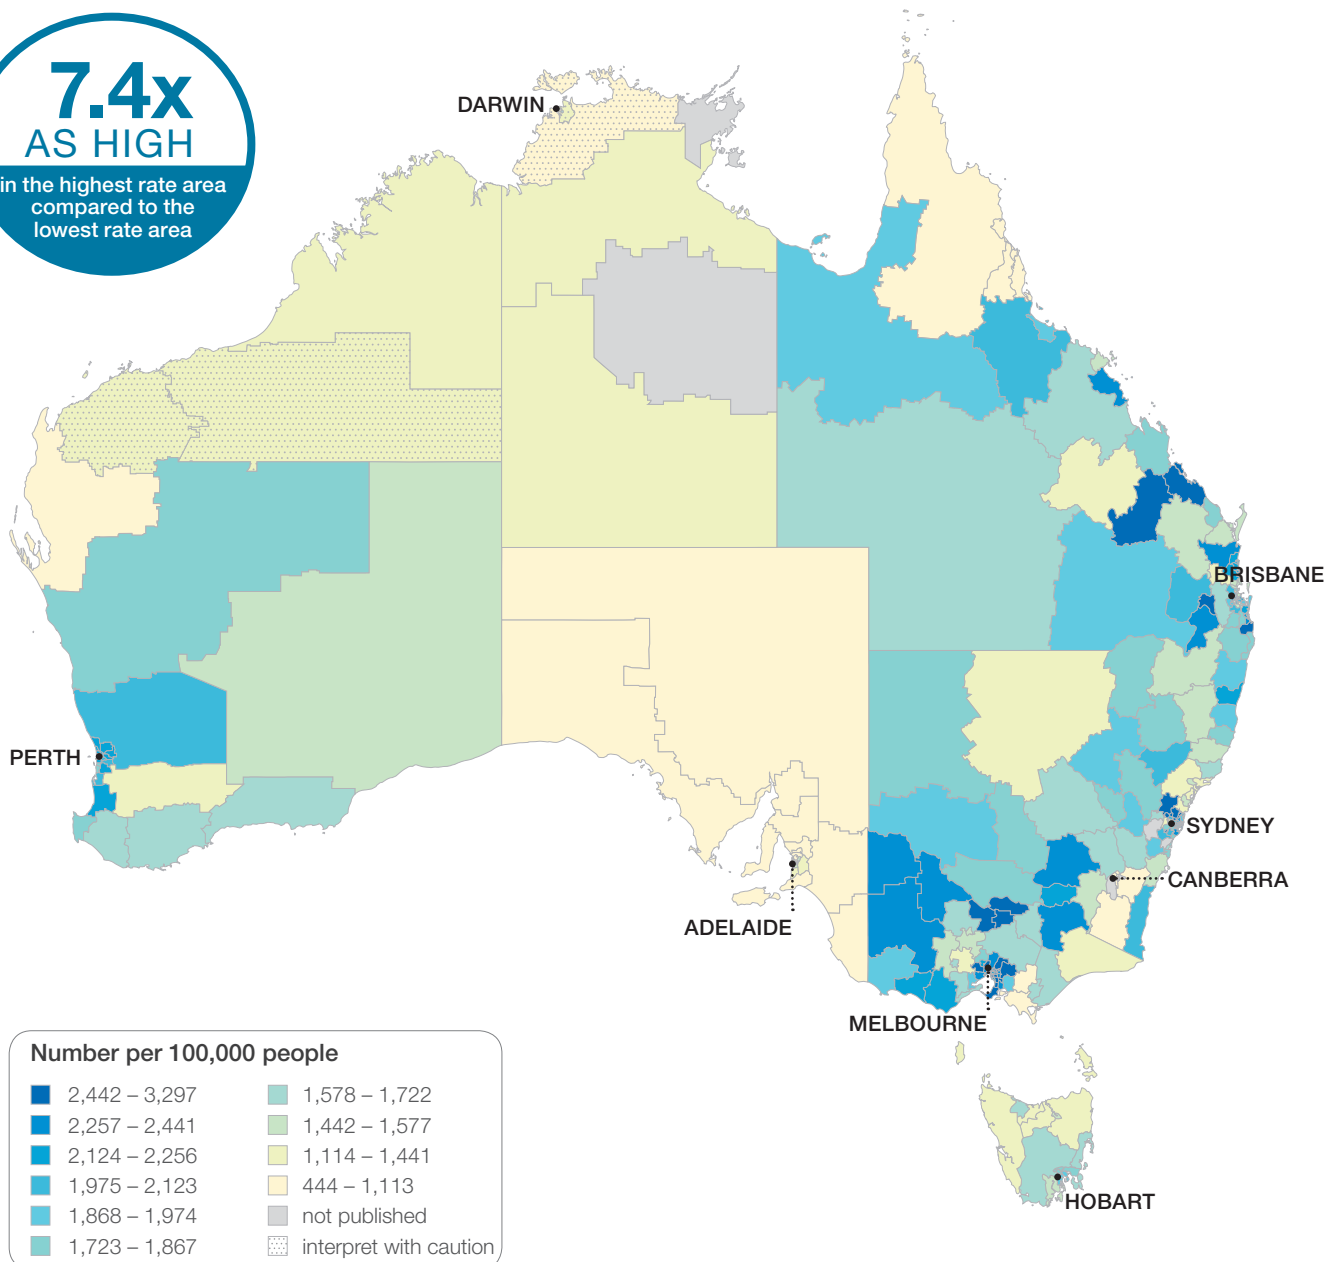 7.4x
AS HIGH
in the highest rate area
compared to the
lowest rate area
DARWIN
BRISBANE
PERTH
SYDNEY
CANBERRA
ADELAIDE
MELBOURNE
HOBART
Number per 100,000 people
2,442 – 3,297
2,257 – 2,441
2,124 – 2,256
1,975 – 2,123
1,868 – 1,974
1,723 – 1,867
1,578 – 1,722
1,442 – 1,577
1,114 – 1,441
444 – 1,113
not published
interpret with caution